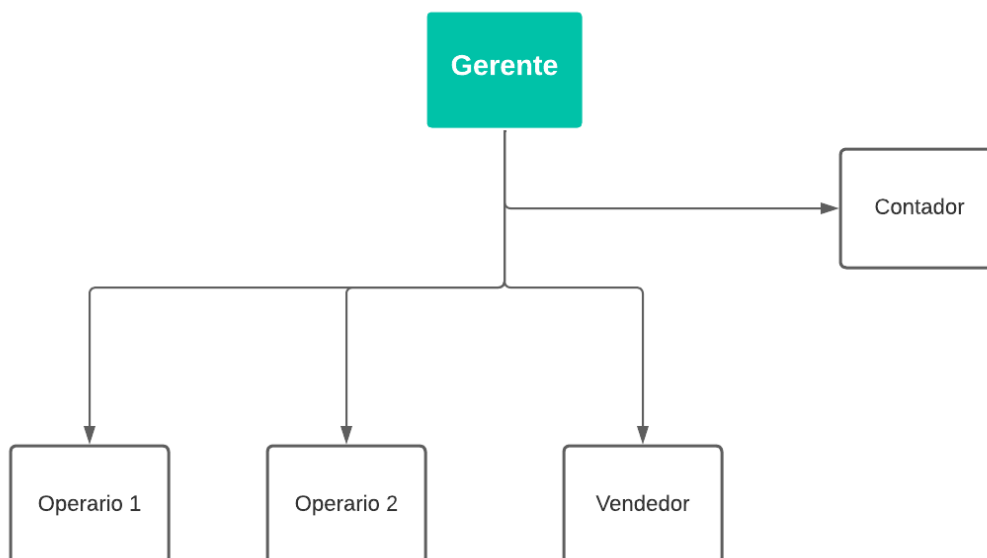 Gerente
Contador
Operario 1
Operario 2
Vendedor